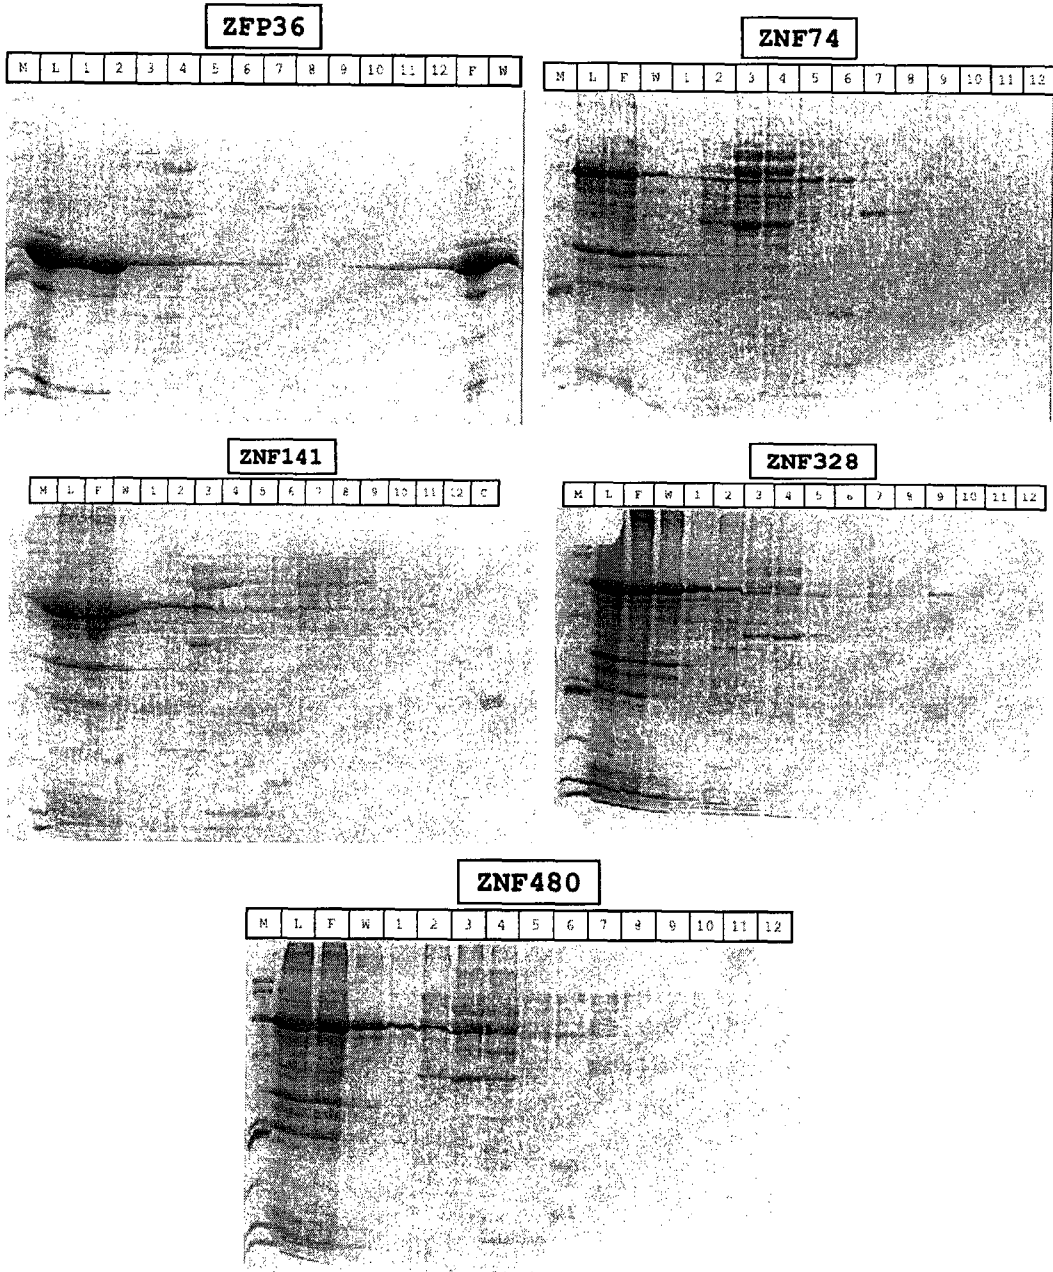 ZFP36
M L 1 2 3 4 5 6 7 8 9 10 11 12 F W
ZNF74
M L F W 1 2 3 4 5 6 7 8 9 10 11 12
ZNF141
M L F W 1 2 3 4 5 6 7 8 9 10 11 12 C
ZNF328
M L F W 1 2 3 4 5 6 7 8 9 10 11 12
ZNF480
M L F W 1 2 3 4 5 6 7 8 9 10 11 12